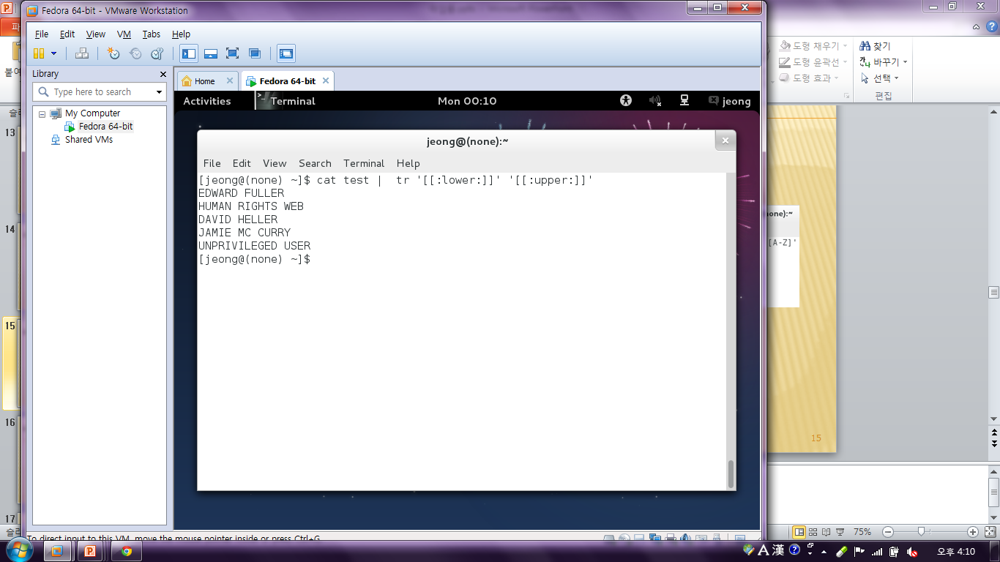 Fedora 64-bit - VMware Workstation
File Edit View VM Tabs Help
Library
Type here to search
My Computer
Fedora 64-bit
Shared VMs
Home
Fedora 64-bit
Activities
Terminal
Mon 00:10
jeong
jeong@(none):~
File Edit View Search Terminal Help
[jeong@(none) ~]$ cat test |  tr '[[:lower:]]' '[[:upper:]]'
EDWARD FULLER
HUMAN RIGHTS WEB
DAVID HELLER
JAMIE MC CURRY
UNPRIVILEGED USER
[jeong@(none) ~]$
To direct input to this VM, move the mouse pointer inside or press Ctrl+G.
13
14
15
16
17
도형 채우기
도형 윤곽선
도형 효과
찾기
바꾸기
선택
편집
one):~
[A-Z]'
15
75%
A 漢
오후 4:10